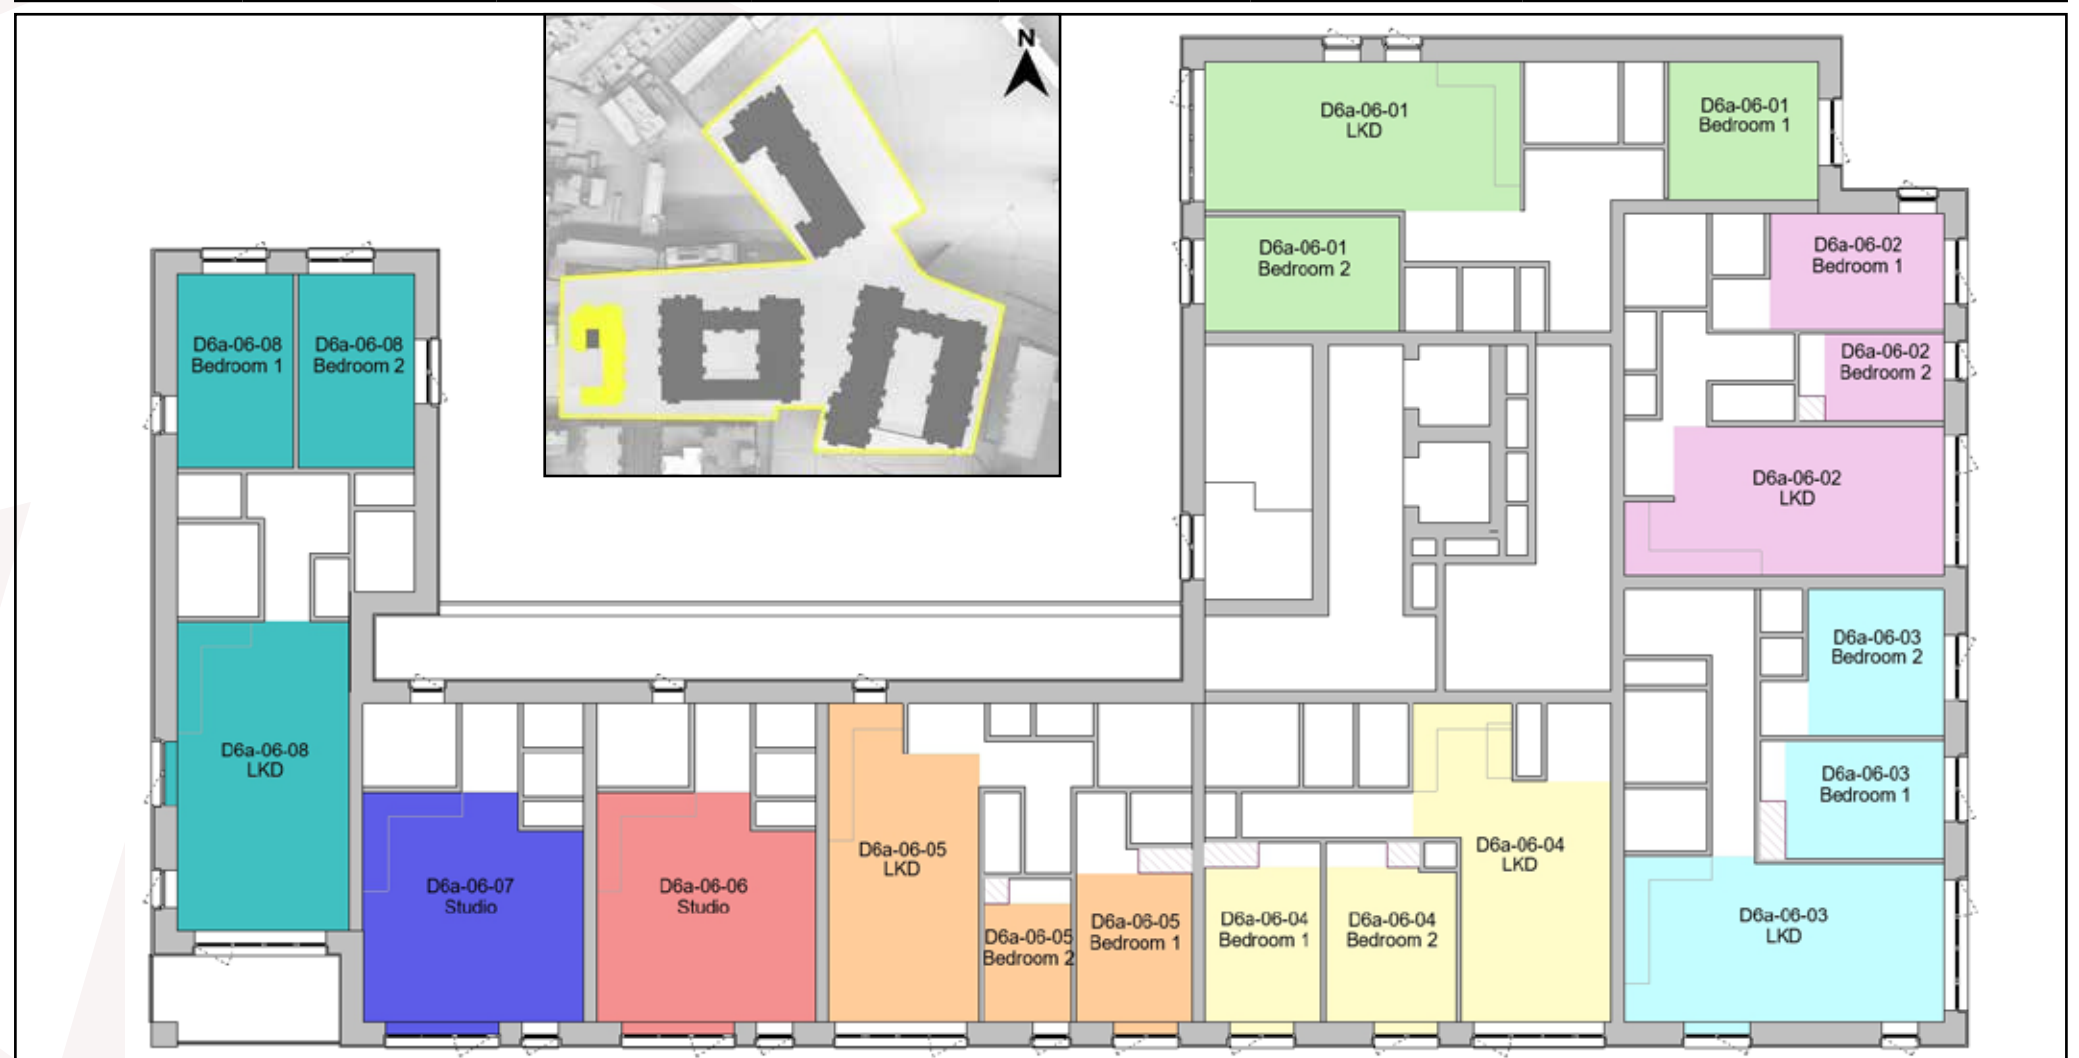 N
D6a-06-01
LKD
D6a-06-01
Bedroom 1
D6a-06-01
Bedroom 2
D6a-06-02
Bedroom 1
D6a-06-02
Bedroom 2
D6a-06-08
Bedroom 1
D6a-06-08
Bedroom 2
D6a-06-02
LKD
D6a-06-03
Bedroom 2
D6a-06-08
LKD
D6a-06-03
Bedroom 1
D6a-06-05
LKD
D6a-06-04
LKD
D6a-06-07
Studio
D6a-06-06
Studio
D6a-06-05
Bedroom 2
D6a-06-05
Bedroom 1
D6a-06-04
Bedroom 1
D6a-06-04
Bedroom 2
D6a-06-03
LKD